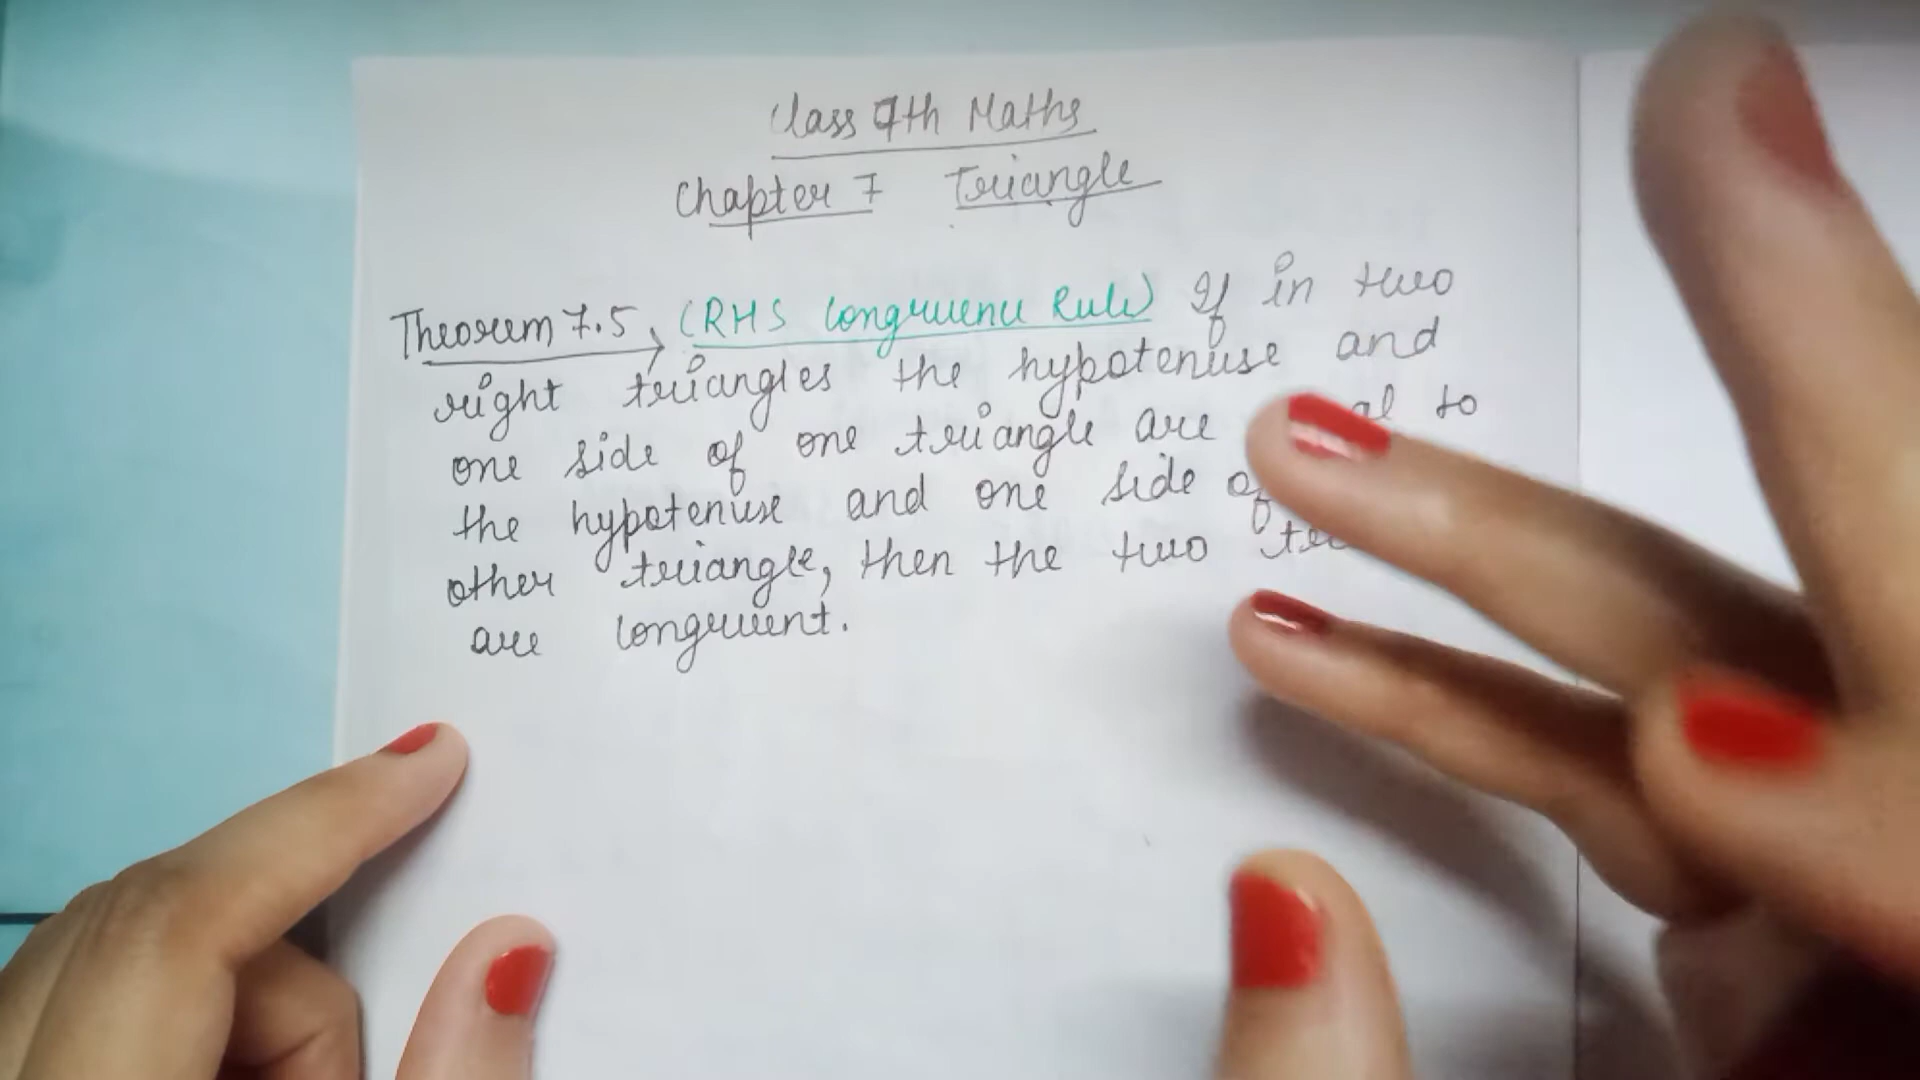 Class 9th Maths
Chapter 7 Triangle
Theorem 7.5, (RHS Congruence Rule) If in two
right triangles the hypotenuse and
one side of one triangle are to
the hypotenuse and one side of
other triangle, then the two
are congruent.